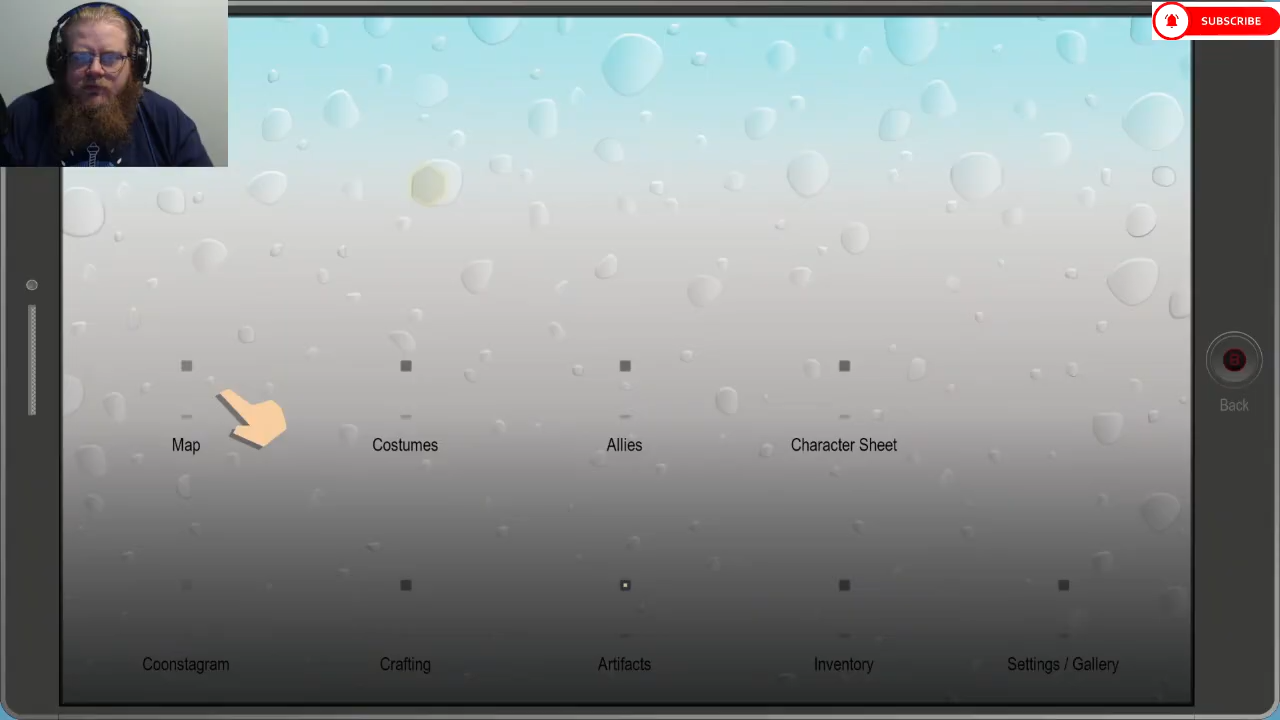 SUBSCRIBE
Back
Map
Costumes
Allies
Character Sheet
Coonstagram
Crafting
Artifacts
Inventory
Settings / Gallery